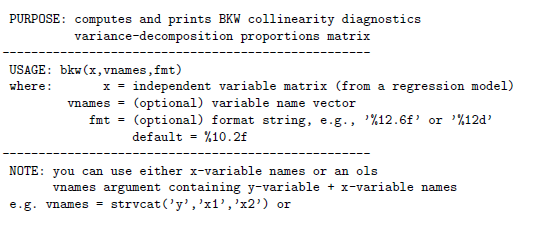 PURPOSE: computes and prints BKW collinearity diagnostics
variance-decomposition proportions matrix
---------------------------------------------------
USAGE: bkw(x,vnames,fmt)
where: x = independent variable matrix (from a regression model)
vnames = (optional) variable name vector
fmt = (optional) format string, e.g., '%12.6f' or '%12d'
default = %10.2f
---------------------------------------------------
NOTE: you can use either x-variable names or an ols
vnames argument containing y-variable + x-variable names
e.g. vnames = strvcat('y','x1','x2') or